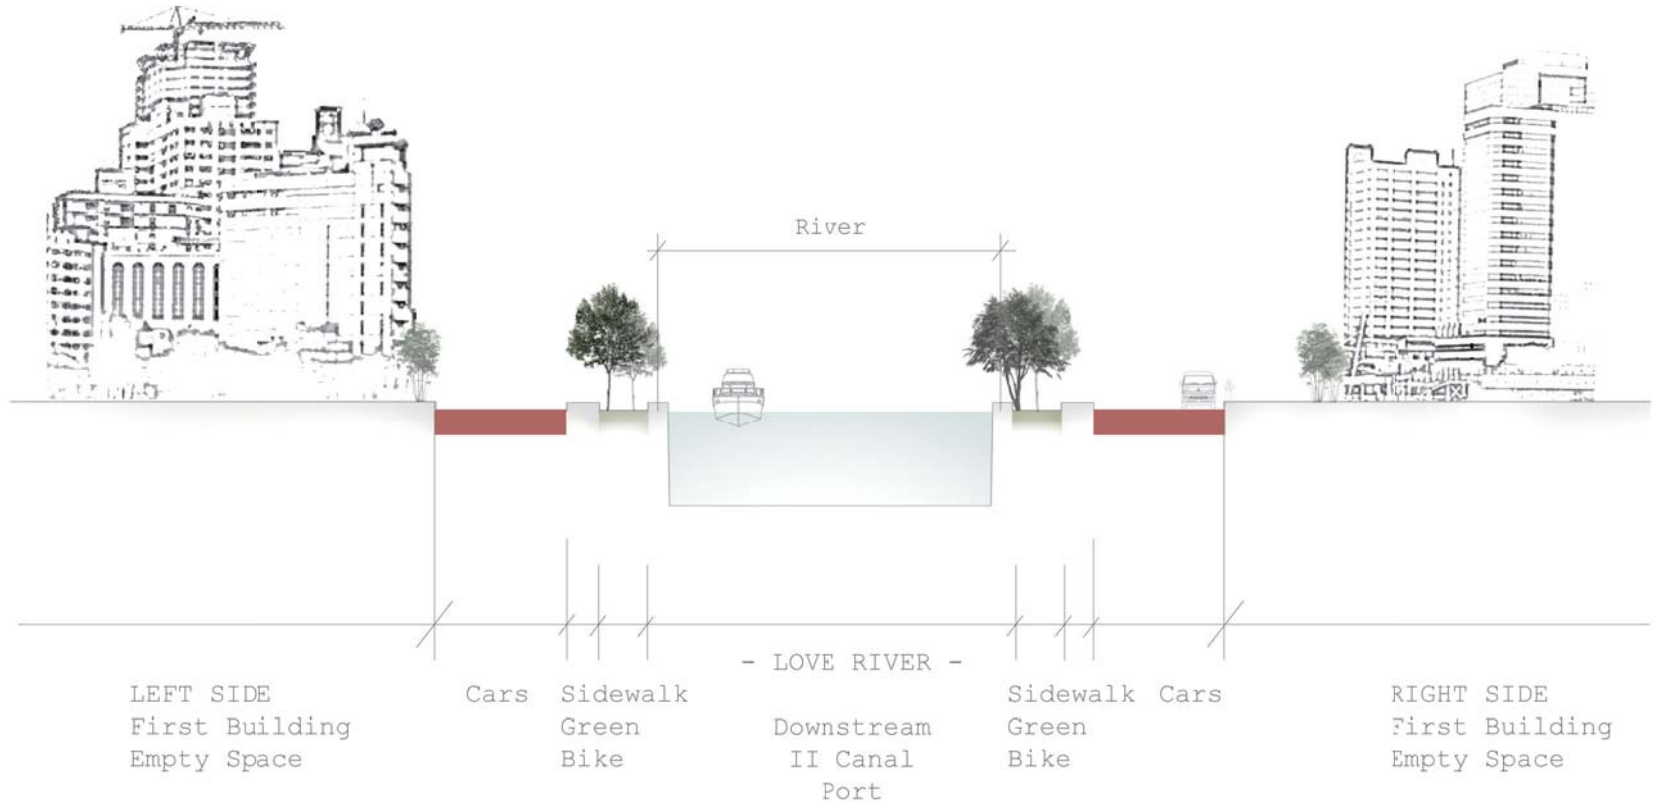 River
- LOVE RIVER -
LEFT SIDE
First Building
Empty Space
Cars
Sidewalk
Green
Bike
Downstream
II Canal
Port
Sidewalk
Green
Bike
Cars
RIGHT SIDE
First Building
Empty Space